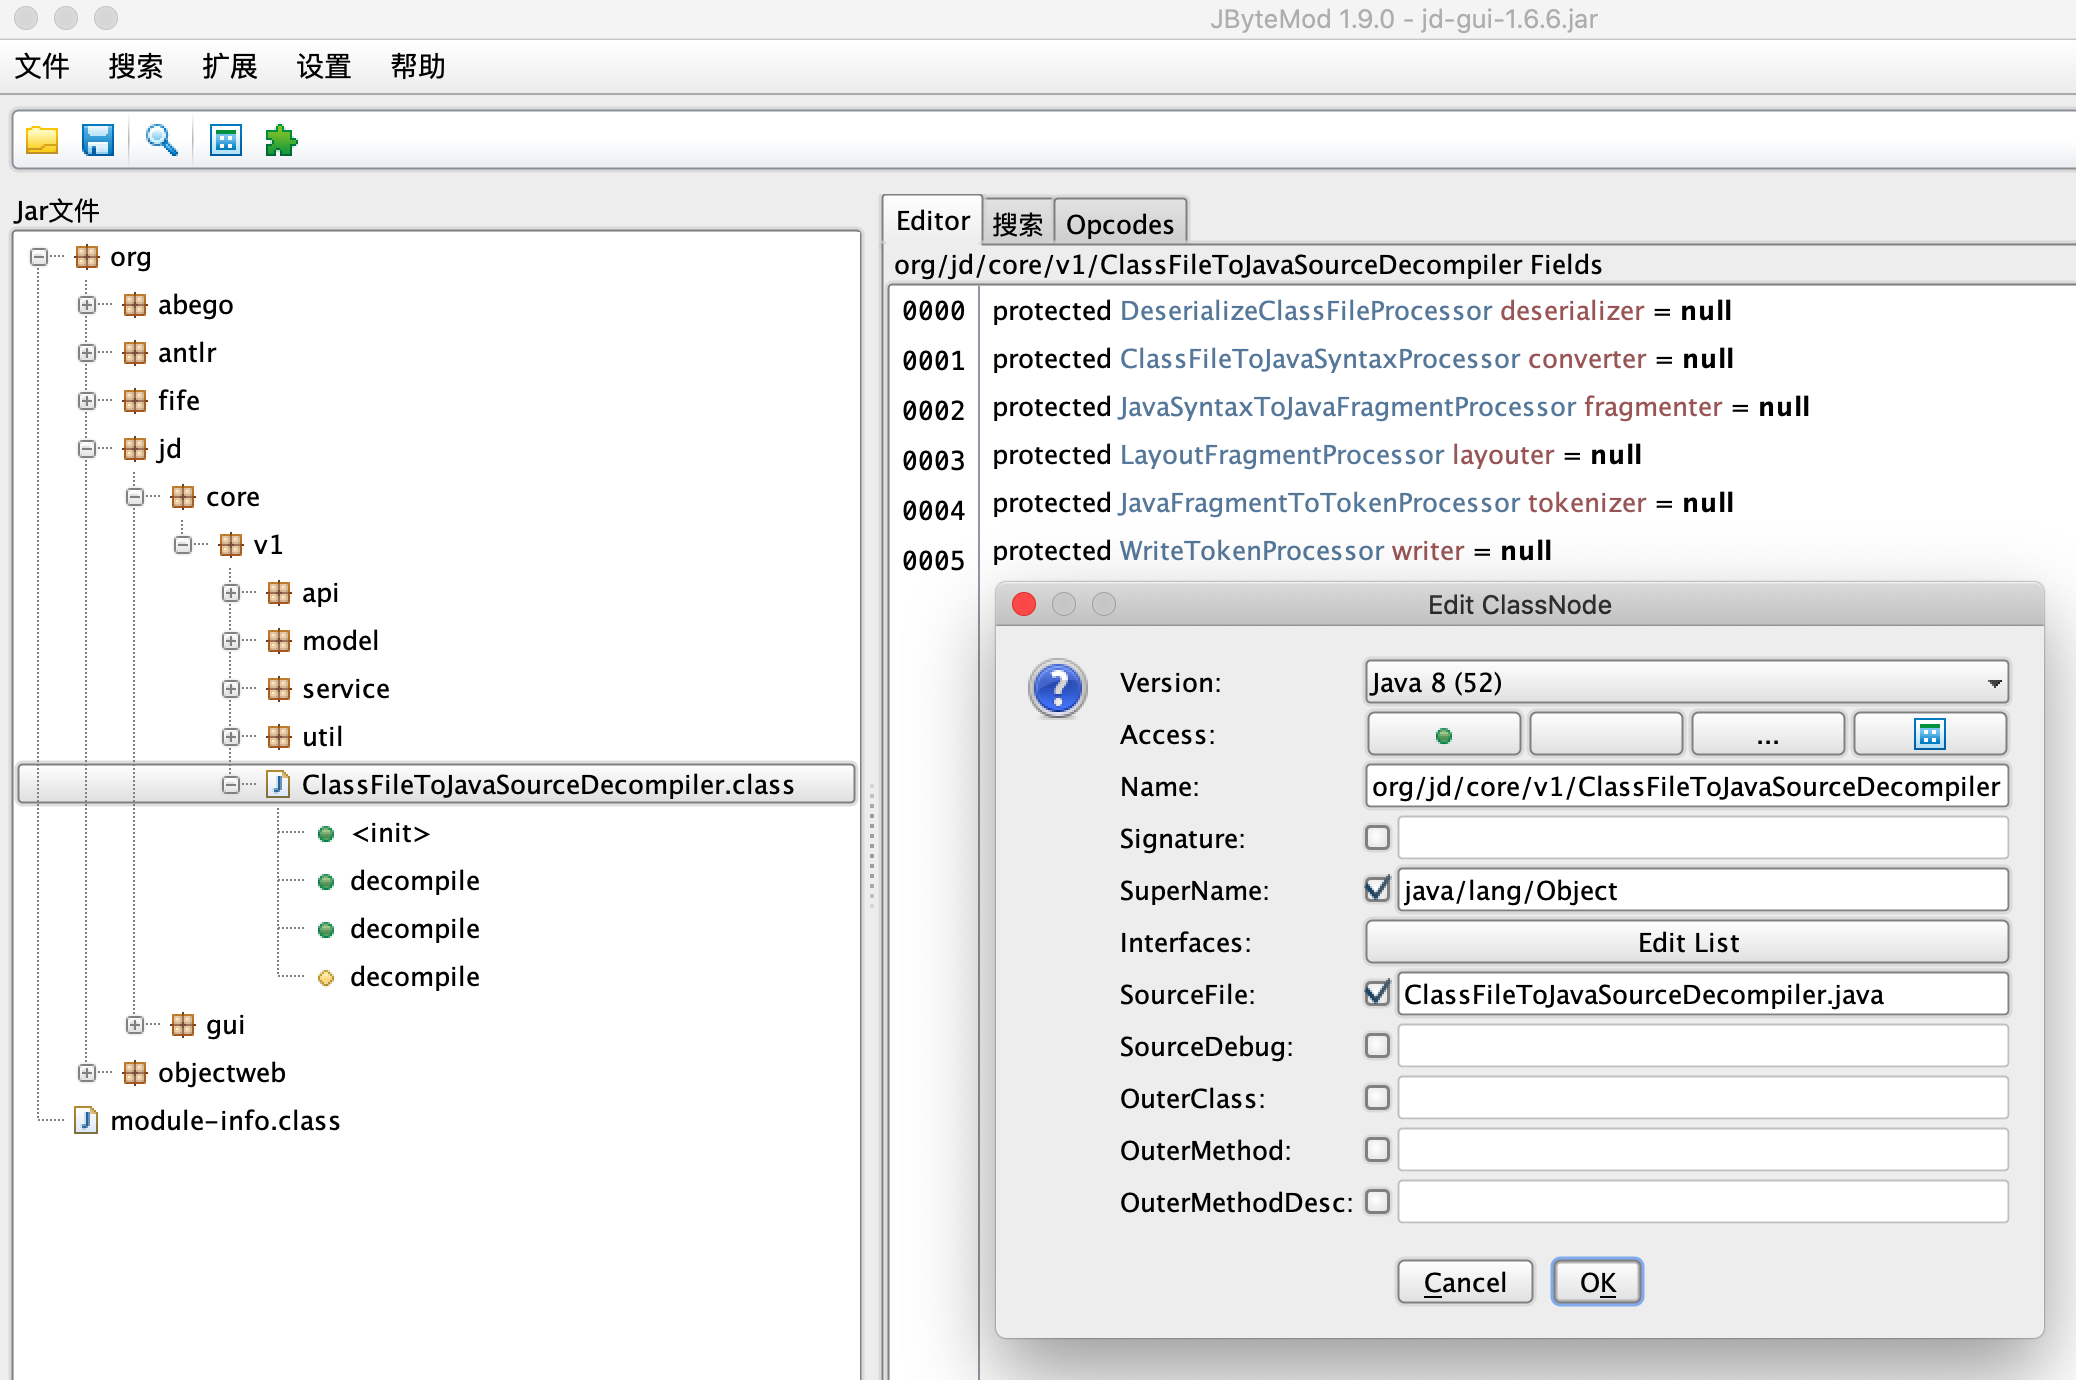 JByteMod 1.9.0 - jd-gui-1.6.6.jar
文件 搜索 扩展 设置 帮助
Jar文件
org
abego
antlr
fife
jd
core
v1
api
model
service
util
ClassFileToJavaSourceDecompiler.class
<init>
decompile
decompile
decompile
gui
objectweb
module-info.class
Editor 搜索 Opcodes
org/jd/core/v1/ClassFileToJavaSourceDecompiler Fields
0000 protected DeserializeClassFileProcessor deserializer = null
0001 protected ClassFileToJavaSyntaxProcessor converter = null
0002 protected JavaSyntaxToJavaFragmentProcessor fragmenter = null
0003 protected LayoutFragmentProcessor layouter = null
0004 protected JavaFragmentToTokenProcessor tokenizer = null
0005 protected WriteTokenProcessor writer = null
Edit ClassNode
Version: Java 8 (52)
Access: ...
Name: org/jd/core/v1/ClassFileToJavaSourceDecompiler
Signature:
SuperName: java/lang/Object
Interfaces: Edit List
SourceFile: ClassFileToJavaSourceDecompiler.java
SourceDebug:
OuterClass:
OuterMethod:
OuterMethodDesc:
Cancel OK